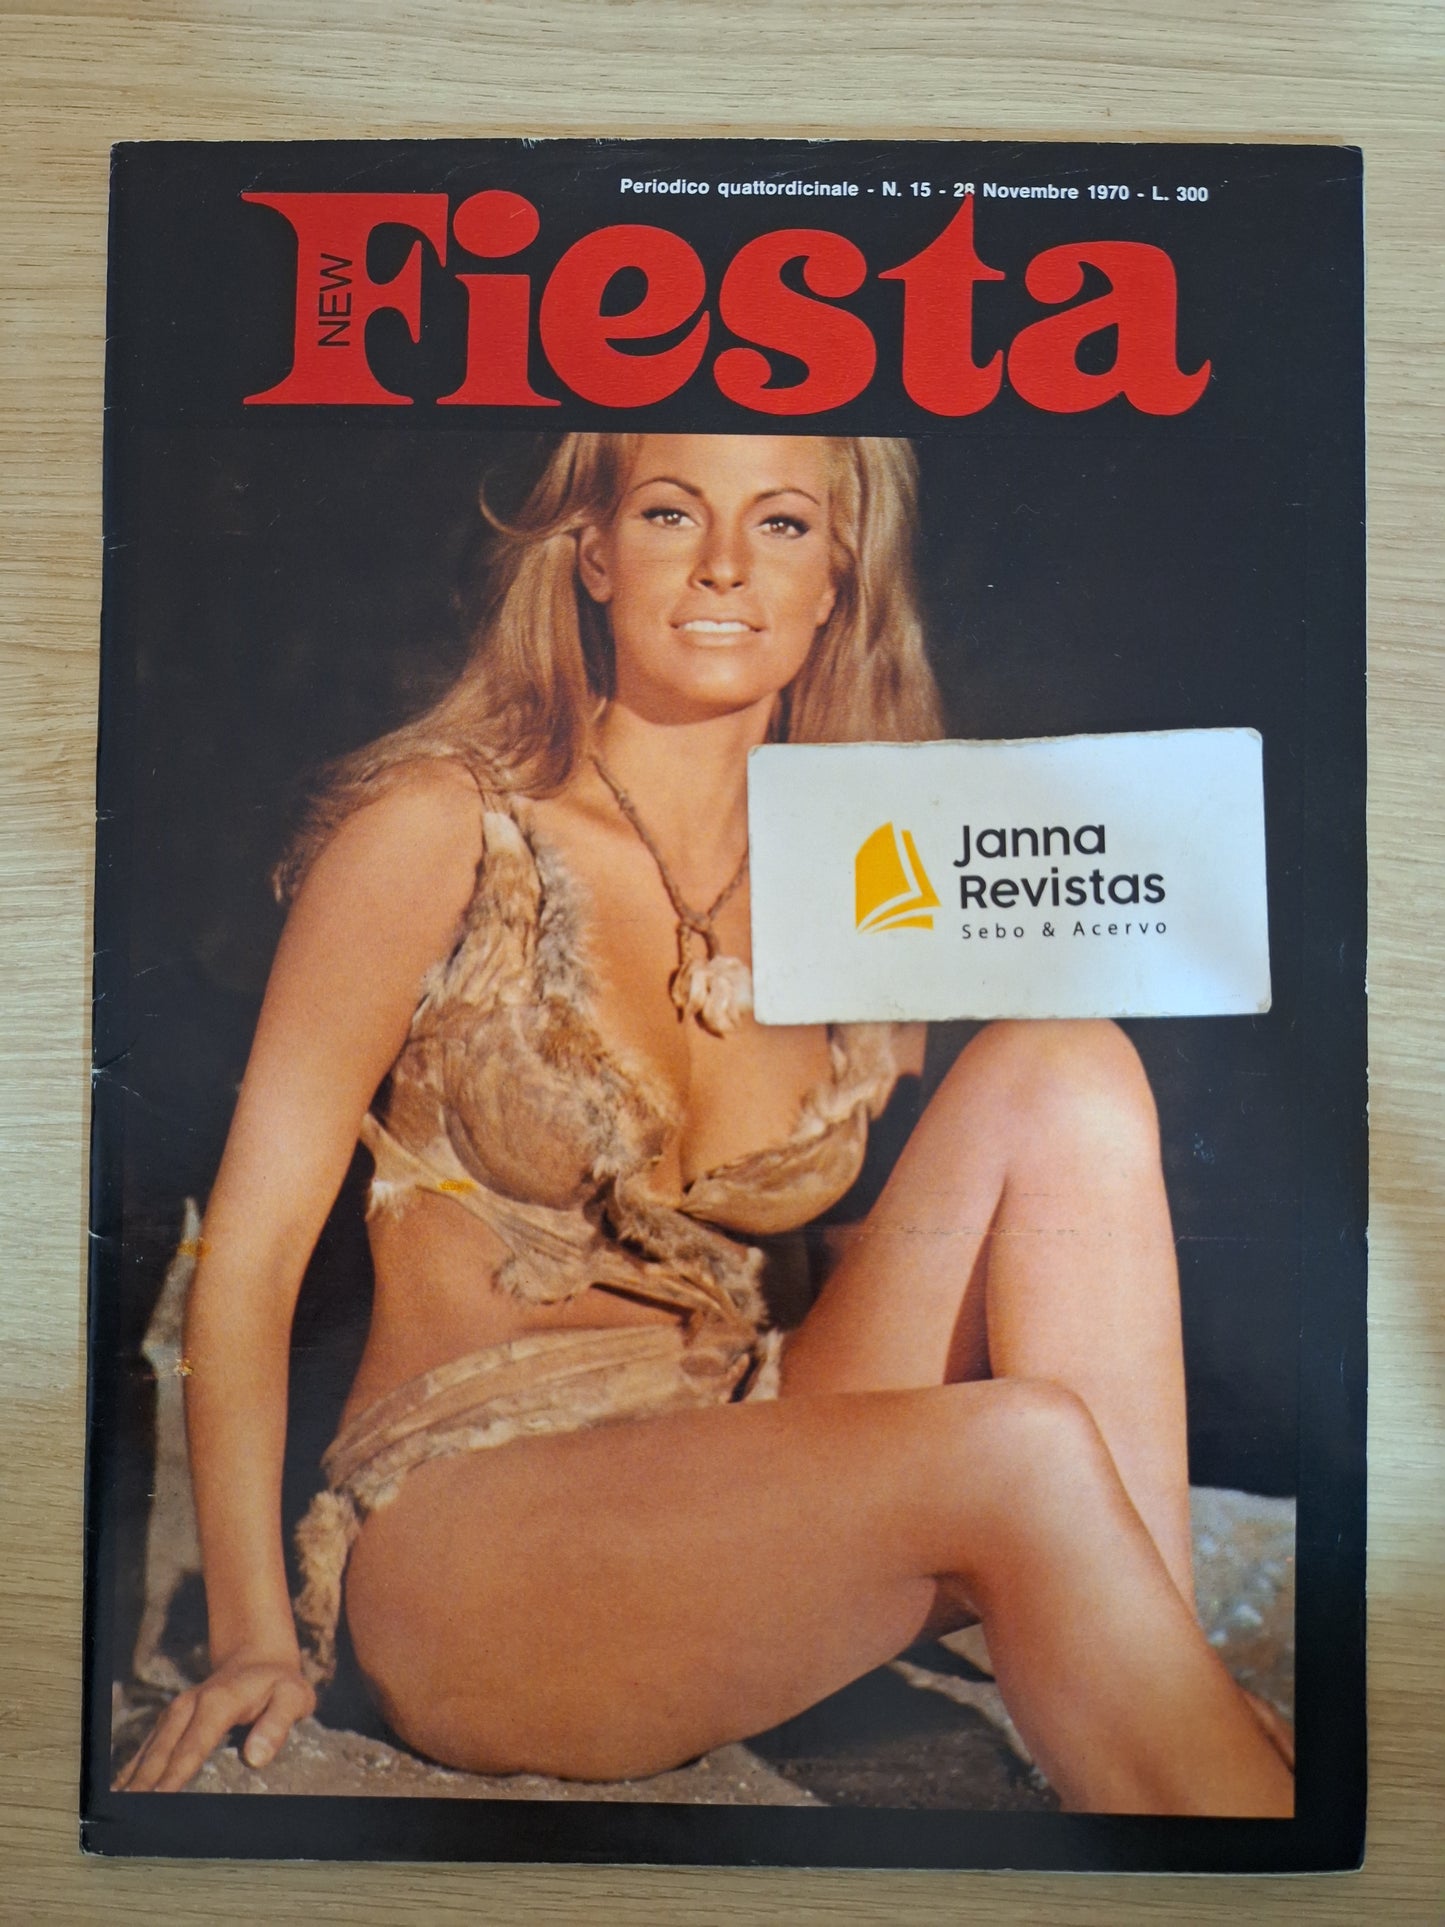 Periodico quattordicinale - N. 15 - 28 Novembre 1970 - L. 300
NEW
Fiesta
Janna
Revistas
Sebo & Acervo